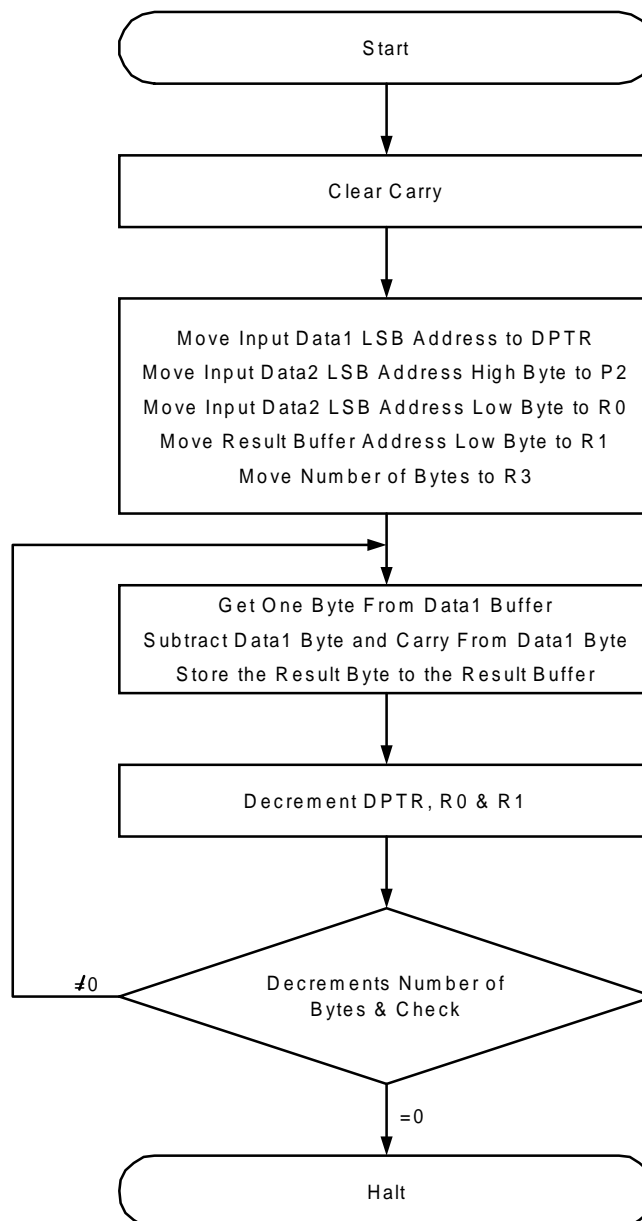 Start
Clear Carry
Move Input Data1 LSB Address to DPTR
Move Input Data2 LSB Address High Byte to P2
Move Input Data2 LSB Address Low Byte to R0
Move Result Buffer Address Low Byte to R1
Move Number of Bytes to R3
Get One Byte From Data1 Buffer
Subtract Data1 Byte and Carry From Data1 Byte
Store the Result Byte to the Result Buffer
Decrement DPTR, R0 & R1
≠0
Decrements Number of
Bytes & Check
=0
Halt